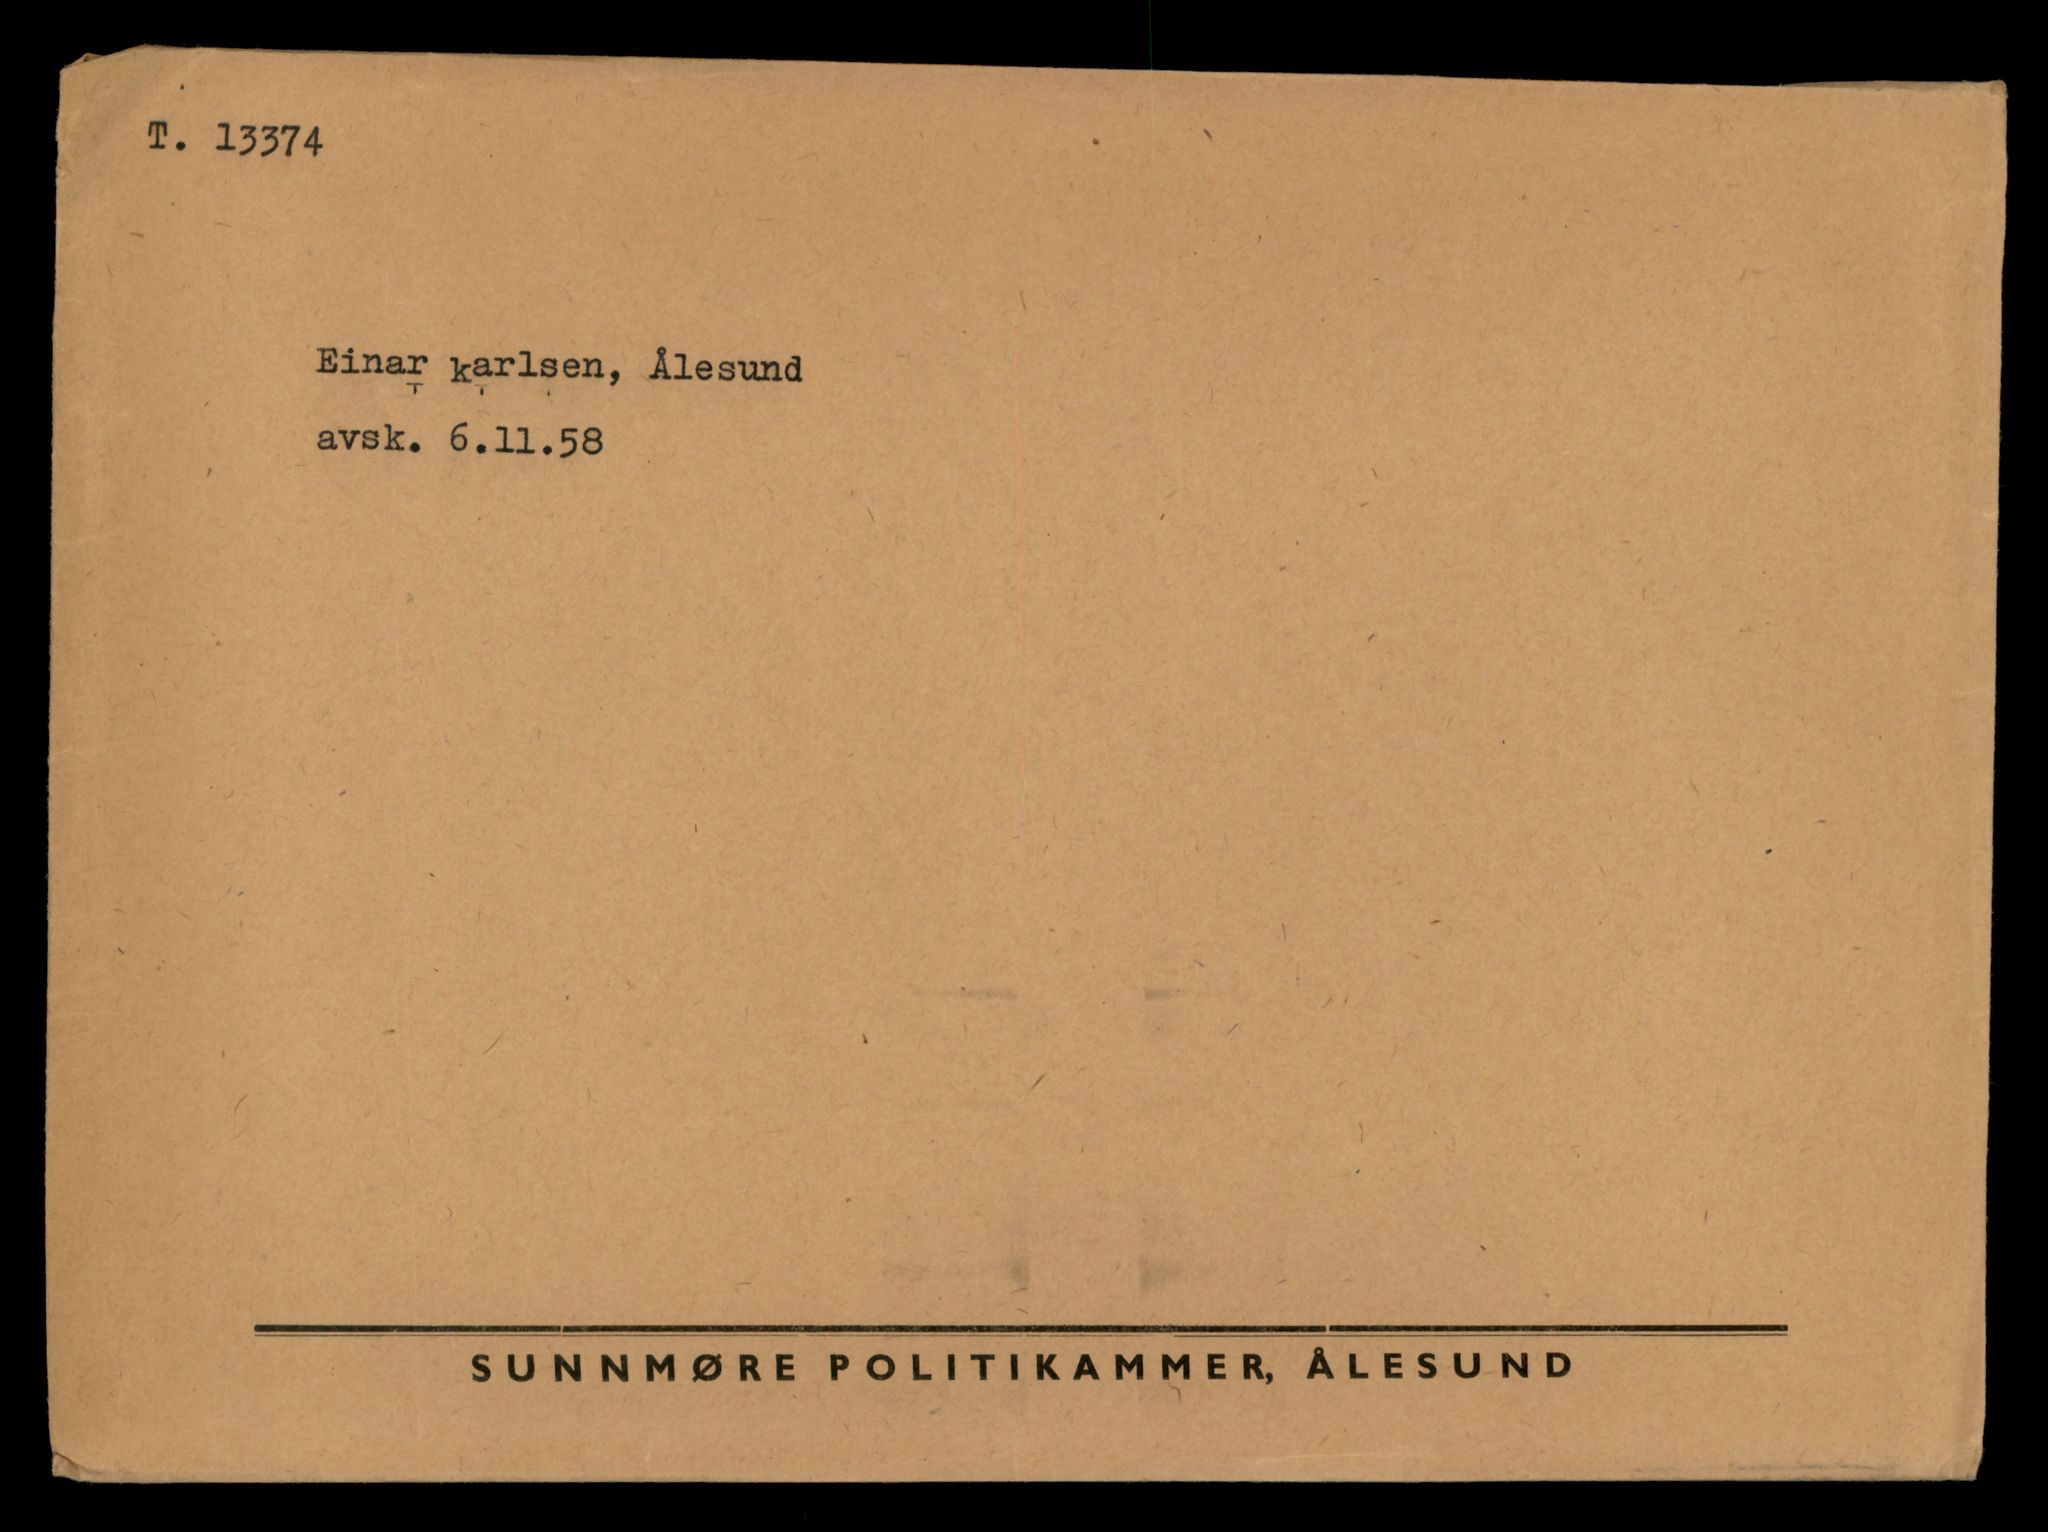 T. 13374
Einar karlsen, Ålesund
avsk. 6.11.58
SUNNMØRE POLITIKAMMER, ÅLESUND